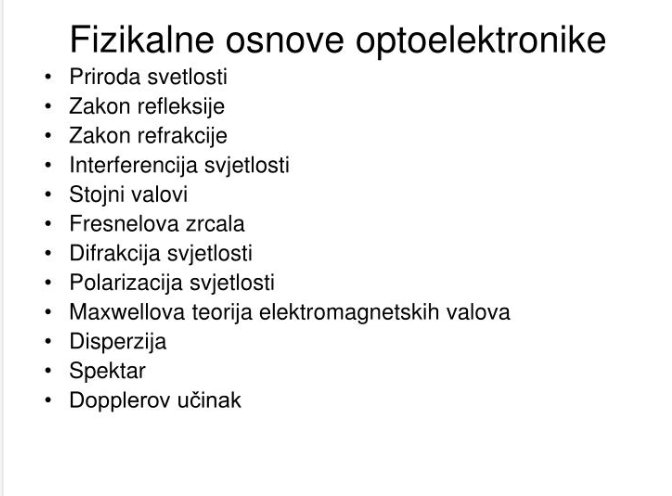 Fizikalne osnove optoelektronike
• Priroda svetlosti
• Zakon refleksije
• Zakon refrakcije
• Interferencija svjetlosti
• Stojni valovi
• Fresnelova zrcala
• Difrakcija svjetlosti
• Polarizacija svjetlosti
• Maxwellova teorija elektromagnetskih valova
• Disperzija
• Spektar
• Dopplerov učinak